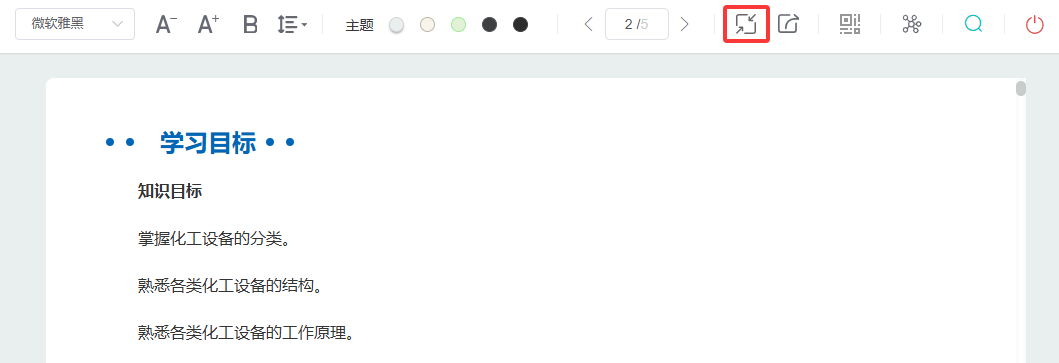 微软雅黑 A⁻ A⁺ B 主题 2 /5
学习目标
知识目标
掌握化工设备的分类。
熟悉各类化工设备的结构。
熟悉各类化工设备的工作原理。